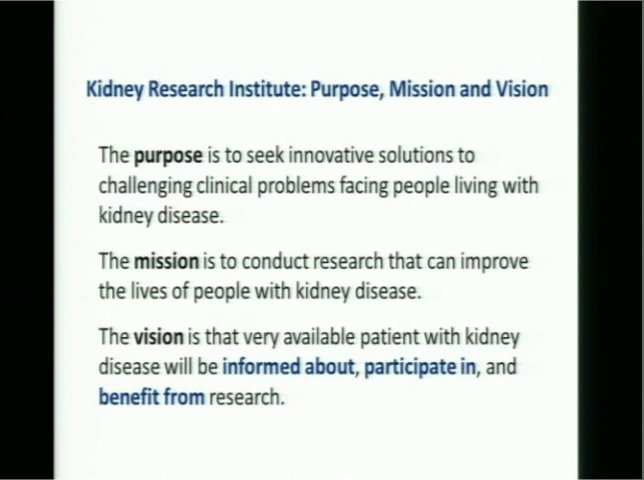 Kidney Research Institute: Purpose, Mission and Vision
The purpose is to seek innovative solutions to
challenging clinical problems facing people living with
kidney disease.
The mission is to conduct research that can improve
the lives of people with kidney disease.
The vision is that very available patient with kidney
disease will be informed about, participate in, and
benefit from research.